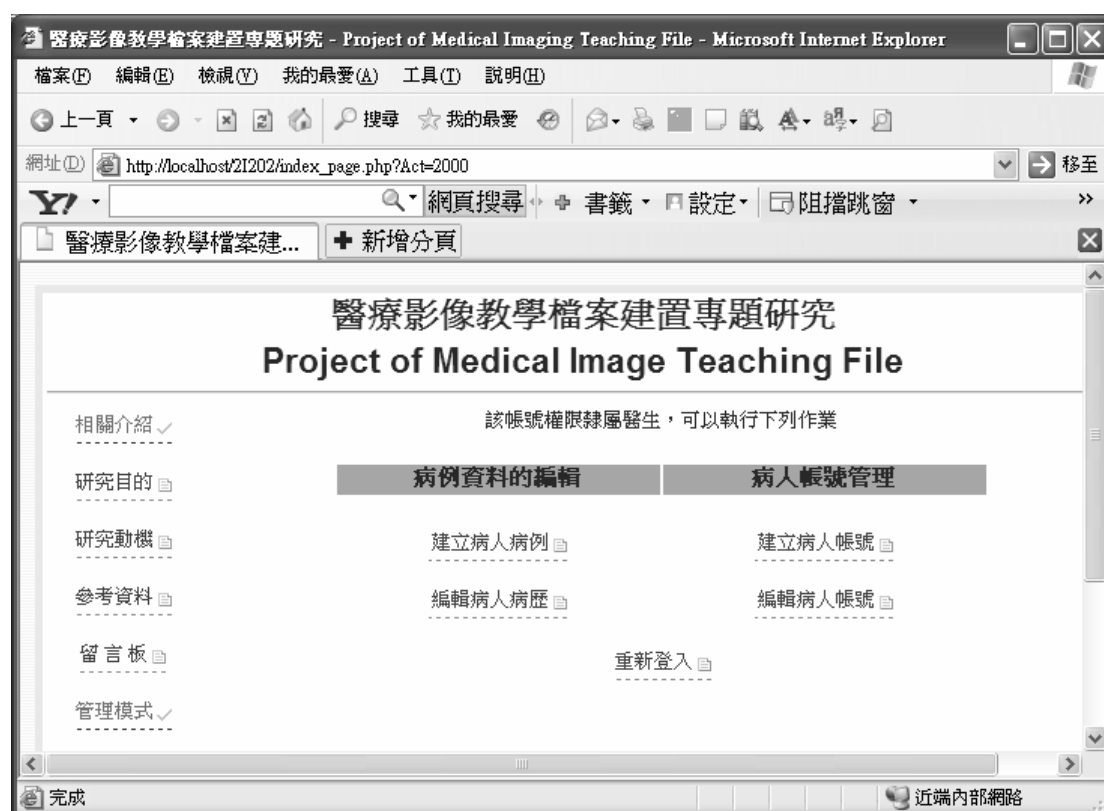 醫療影像教學檔案建置專題研究 - Project of Medical Imaging Teaching File - Microsoft Internet Explorer
檔案(F) 編輯(E) 檢視(V) 我的最愛(A) 工具(T) 說明(H)
上一頁 搜尋 我的最愛
網址(D) http://localhost/2I202/index_page.php?Act=2000 移至
Y! 網頁搜尋 書籤 設定 阻擋跳窗 »
醫療影像教學檔案建... 新增分頁
醫療影像教學檔案建置專題研究
Project of Medical Image Teaching File
相關介紹 該帳號權限隸屬醫生，可以執行下列作業
研究目的 病例資料的編輯 病人帳號管理
研究動機 建立病人病例 建立病人帳號
參考資料 編輯病人病歷 編輯病人帳號
留言板 重新登入
管理模式
完成 近端內部網路